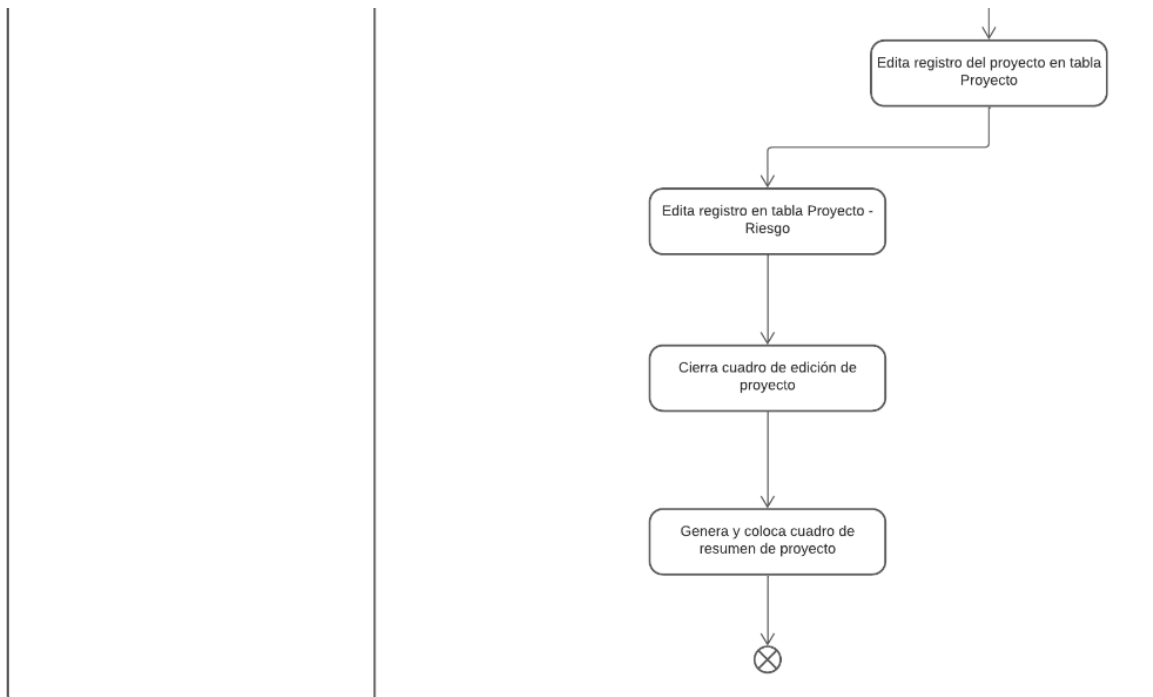 Edita registro del proyecto en tabla
Proyecto
Edita registro en tabla Proyecto -
Riesgo
Cierra cuadro de edición de
proyecto
Genera y coloca cuadro de
resumen de proyecto